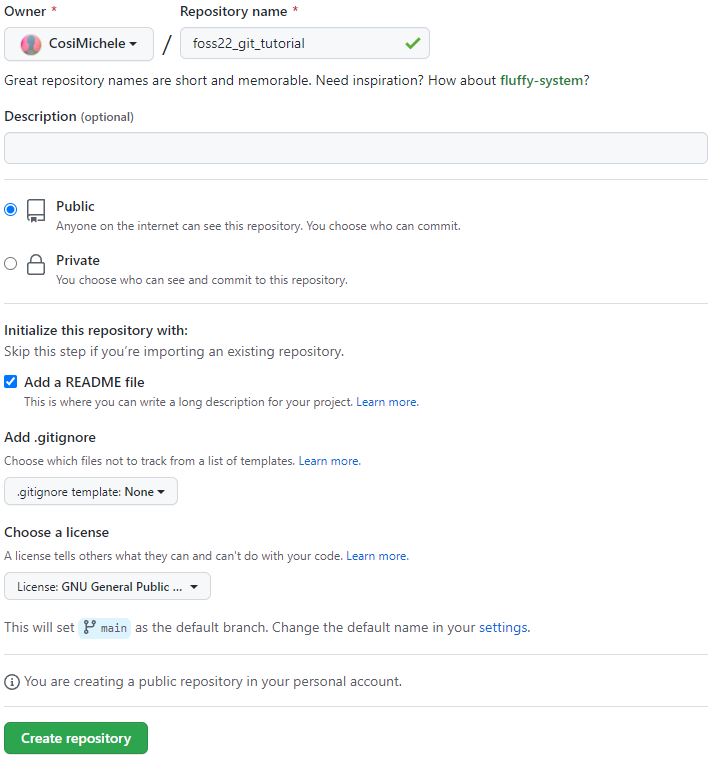 Owner *
Repository name *
CosiMichele / foss22_git_tutorial
Great repository names are short and memorable. Need inspiration? How about fluffy-system?
Description (optional)
Public
Anyone on the internet can see this repository. You choose who can commit.
Private
You choose who can see and commit to this repository.
Initialize this repository with:
Skip this step if you're importing an existing repository.
Add a README file
This is where you can write a long description for your project. Learn more.
Add .gitignore
Choose which files not to track from a list of templates. Learn more.
.gitignore template: None
Choose a license
A license tells others what they can and can't do with your code. Learn more.
License: GNU General Public ...
This will set main as the default branch. Change the default name in your settings.
You are creating a public repository in your personal account.
Create repository